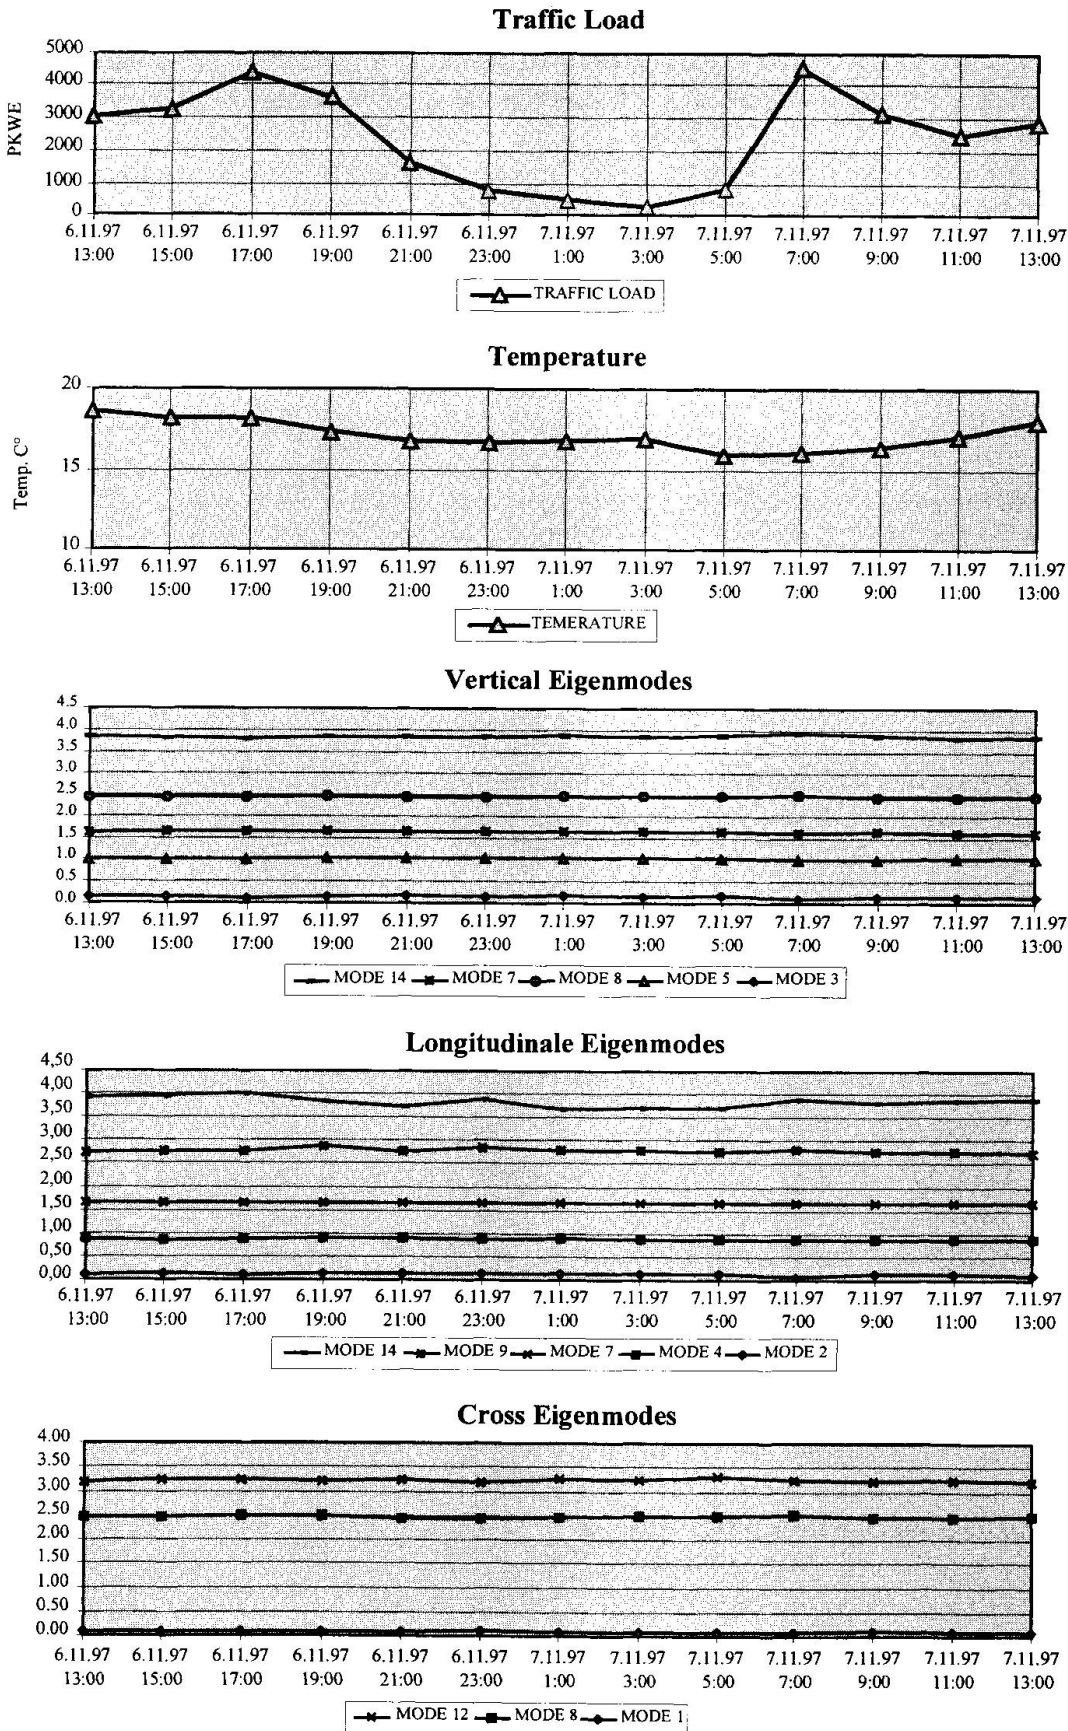 Traffic Load
5000
4000
3000
2000
1000
0
PKWE
6.11.97 6.11.97 6.11.97 6.11.97 6.11.97 6.11.97 7.11.97 7.11.97 7.11.97 7.11.97 7.11.97 7.11.97 7.11.97
13:00 15:00 17:00 19:00 21:00 23:00 1:00 3:00 5:00 7:00 9:00 11:00 13:00
TRAFFIC LOAD
Temperature
20
15
10
Temp. C°
6.11.97 6.11.97 6.11.97 6.11.97 6.11.97 6.11.97 7.11.97 7.11.97 7.11.97 7.11.97 7.11.97 7.11.97 7.11.97
13:00 15:00 17:00 19:00 21:00 23:00 1:00 3:00 5:00 7:00 9:00 11:00 13:00
TEMERATURE
Vertical Eigenmodes
4.5
4.0
3.5
3.0
2.5
2.0
1.5
1.0
0.5
0.0
6.11.97 6.11.97 6.11.97 6.11.97 6.11.97 6.11.97 7.11.97 7.11.97 7.11.97 7.11.97 7.11.97 7.11.97 7.11.97
13:00 15:00 17:00 19:00 21:00 23:00 1:00 3:00 5:00 7:00 9:00 11:00 13:00
MODE 14 MODE 7 MODE 8 MODE 5 MODE 3
Longitudinale Eigenmodes
4,50
4,00
3,50
3,00
2,50
2,00
1,50
1,00
0,50
0,00
6.11.97 6.11.97 6.11.97 6.11.97 6.11.97 6.11.97 7.11.97 7.11.97 7.11.97 7.11.97 7.11.97 7.11.97 7.11.97
13:00 15:00 17:00 19:00 21:00 23:00 1:00 3:00 5:00 7:00 9:00 11:00 13:00
MODE 14 MODE 9 MODE 7 MODE 4 MODE 2
Cross Eigenmodes
4.00
3.50
3.00
2.50
2.00
1.50
1.00
0.50
0.00
6.11.97 6.11.97 6.11.97 6.11.97 6.11.97 6.11.97 7.11.97 7.11.97 7.11.97 7.11.97 7.11.97 7.11.97 7.11.97
13:00 15:00 17:00 19:00 21:00 23:00 1:00 3:00 5:00 7:00 9:00 11:00 13:00
MODE 12 MODE 8 MODE 1